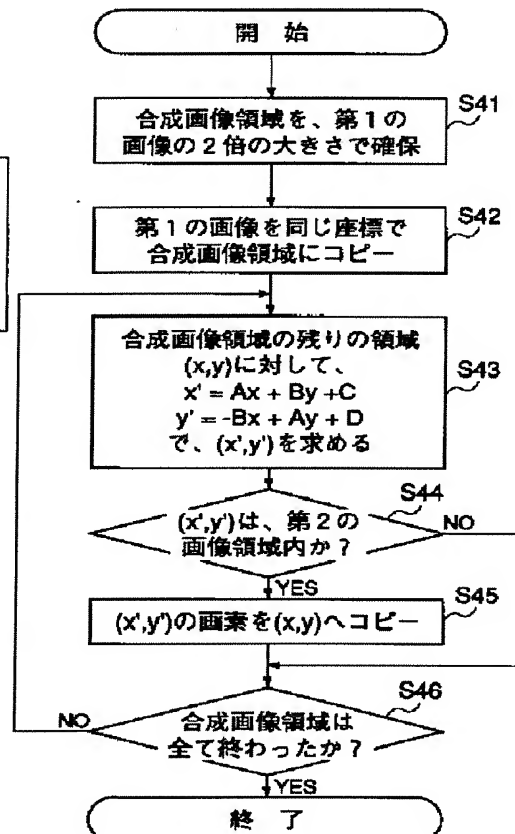 開 始
S41
合成画像領域を、第1の
画像の2倍の大きさで確保
S42
第1の画像を同じ座標で
合成画像領域にコピー
合成画像領域の残りの領域
(x,y)に対して、
S43
x' = Ax + By +C
y' = -Bx + Ay + D
で、(x',y')を求める
S44
(x',y')は、第2の
画像領域内か?
NO
YES
S45
(x',y')の画素を(x,y)へコピー
S46
NO
合成画像領域は
全て終わったか?
YES
終 了